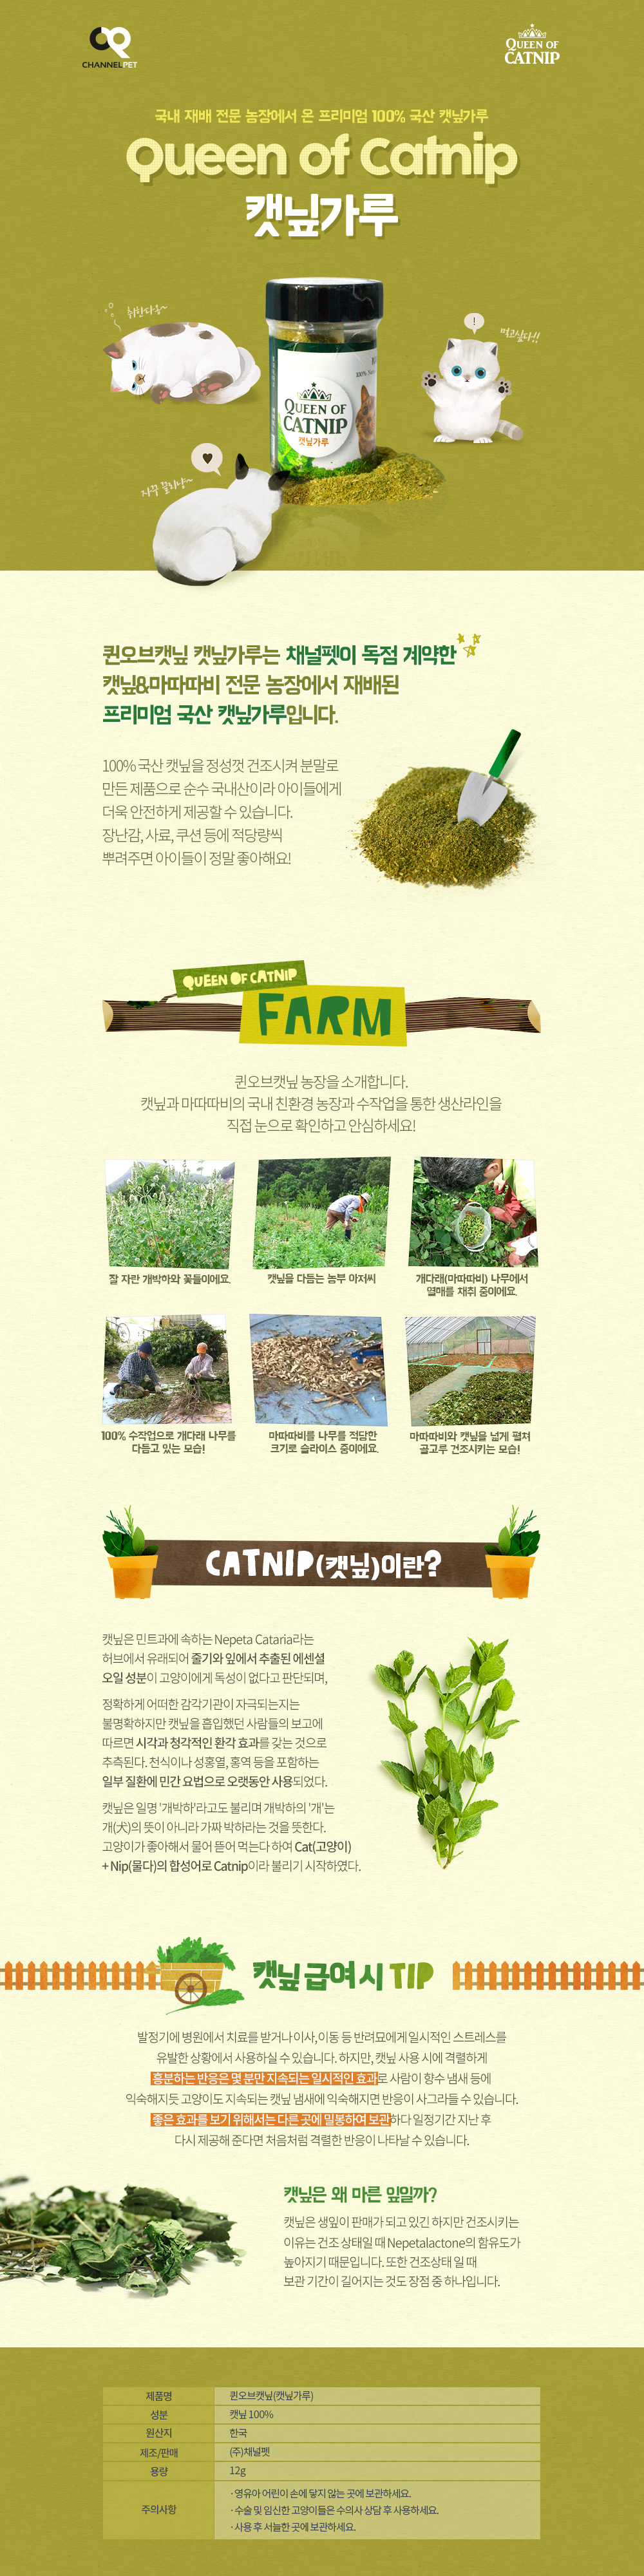 CHANNELPET
QUEEN OF
CATNIP
국내 재배 전문 농장에서 온 프리미엄 100% 국산 캣닢가루
Queen of Catnip
캣닢가루
취한다옹~
!
먹고싶다!!
QUEEN OF
CATNIP
캣닢가루
자꾸 끌리냥~
퀸오브캣닢 캣닢가루는 채널펫이 독점 계약한
캣닢&마따따비 전문 농장에서 재배된
프리미엄 국산 캣닢가루입니다.
100% 국산 캣닢을 정성껏 건조시켜 분말로
만든 제품으로 순수 국내산이라 아이들에게
더욱 안전하게 제공할 수 있습니다.
장난감, 사료, 쿠션 등에 적당량씩
뿌려주면 아이들이 정말 좋아해요!
QUEEN OF CATNIP
FARM
퀸오브캣닢 농장을 소개합니다.
캣닢과 마따따비의 국내 친환경 농장과 수작업을 통한 생산라인을
직접 눈으로 확인하고 안심하세요!
잘 자란 개박하와 꽃들이에요.
캣닢을 다듬는 농부 아저씨
개다래(마따따비) 나무에서
열매를 채취 중이에요.
100% 수작업으로 개다래 나무를
다듬고 있는 모습!
마따따비를 나무를 적당한
크기로 슬라이스 중이에요.
마따따비와 캣닢을 넓게 펼쳐
골고루 건조시키는 모습!
CATNIP(캣닢)이란?
캣닢은 민트과에 속하는 Nepeta Cataria라는
허브에서 유래되어 줄기와 잎에서 추출된 에센셜
오일 성분이 고양이에게 독성이 없다고 판단되며,
정확하게 어떠한 감각기관이 자극되는지는
불명확하지만 캣닢을 흡입했던 사람들의 보고에
따르면 시각과 청각적인 환각 효과를 갖는 것으로
추측된다. 천식이나 성홍열, 홍역 등을 포함하는
일부 질환에 민간 요법으로 오랫동안 사용되었다.
캣닢은 일명 '개박하'라고도 불리며 개박하의 '개'는
개(犬)의 뜻이 아니라 가짜 박하라는 것을 뜻한다.
고양이가 좋아해서 물어 뜯어 먹는다 하여 Cat(고양이)
+ Nip(물다)의 합성어로 Catnip이라 불리기 시작하였다.
캣닢 급여 시 TIP
발정기에 병원에서 치료를 받거나 이사, 이동 등 반려묘에게 일시적인 스트레스를
유발한 상황에서 사용하실 수 있습니다. 하지만, 캣닢 사용 시에 격렬하게
흥분하는 반응은 몇 분만 지속되는 일시적인 효과로 사람이 향수 냄새 등에
익숙해지듯 고양이도 지속되는 캣닢 냄새에 익숙해지면 반응이 사그라들 수 있습니다.
좋은 효과를 보기 위해서는 다른 곳에 밀봉하여 보관하다 일정기간 지난 후
다시 제공해 준다면 처음처럼 격렬한 반응이 나타날 수 있습니다.
캣닢은 왜 마른 잎일까?
캣닢은 생잎이 판매가 되고 있긴 하지만 건조시키는
이유는 건조 상태일 때 Nepetalactone의 함유도가
높아지기 때문입니다. 또한 건조상태 일 때
보관 기간이 길어지는 것도 장점 중 하나입니다.
제품명 퀸오브캣닢(캣닢가루)
성분 캣닢 100%
원산지 한국
제조/판매 (주)채널펫
용량 12g
주의사항
· 영유아 어린이 손에 닿지 않는 곳에 보관하세요.
· 수술 및 임신한 고양이들은 수의사 상담 후 사용하세요.
· 사용 후 서늘한 곳에 보관하세요.